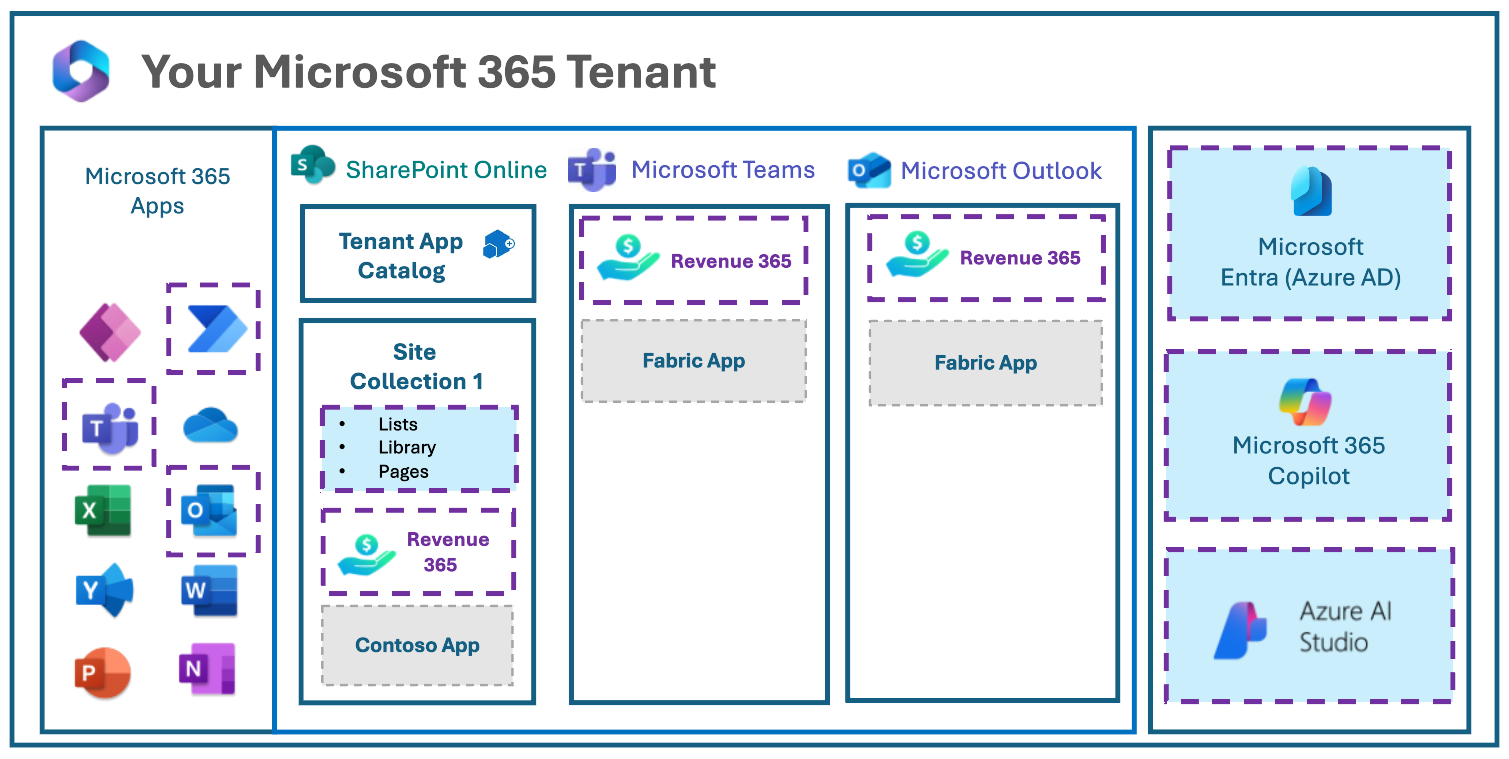 Your Microsoft 365 Tenant
Microsoft 365
Apps
T
X
O
Y
W
P
N
S
SharePoint Online
Tenant App
Catalog
Site
Collection 1
• Lists
• Library
• Pages
$
Revenue
365
Contoso App
T
Microsoft Teams
$
Revenue 365
Fabric App
O
Microsoft Outlook
$
Revenue 365
Fabric App
Microsoft
Entra (Azure AD)
Microsoft 365
Copilot
Azure AI
Studio